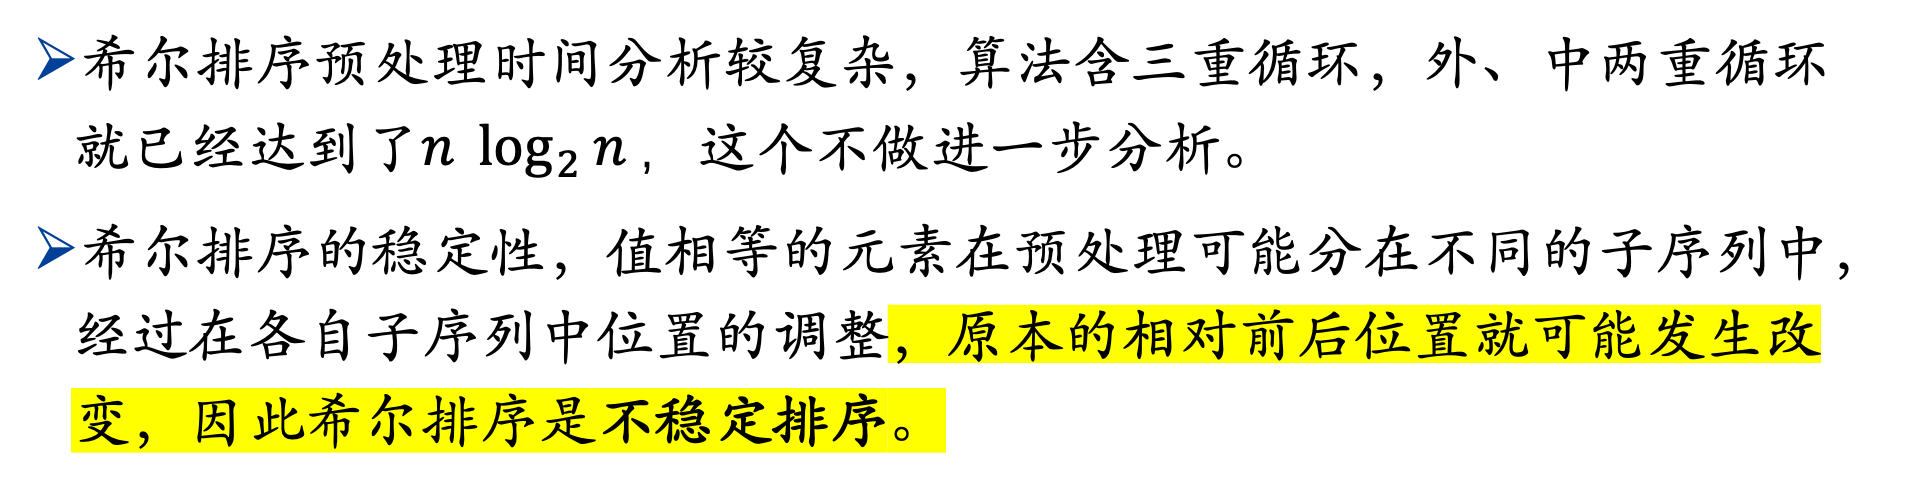 ➢希尔排序预处理时间分析较复杂，算法含三重循环，外、中两重循环
就已经达到了n log₂ n，这个不做进一步分析。
➢希尔排序的稳定性，值相等的元素在预处理可能分在不同的子序列中，
经过在各自子序列中位置的调整，原本的相对前后位置就可能发生改
变，因此希尔排序是不稳定排序。